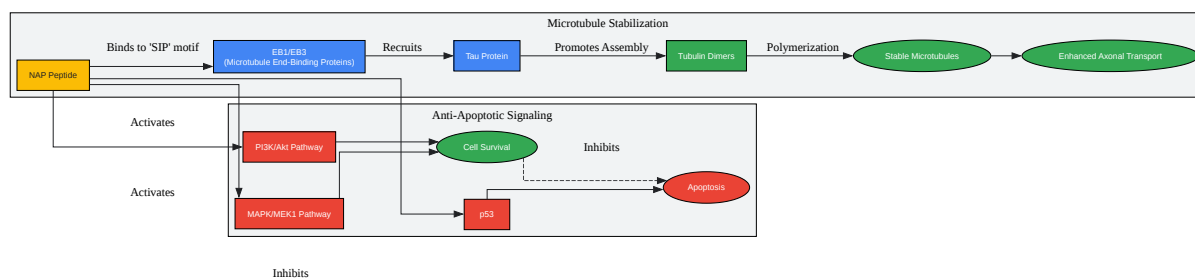 Microtubule Stabilization
Binds to 'SIP' motif
EB1/EB3
(Microtubule End-Binding Proteins)
Recruits
Tau Protein
Promotes Assembly
Tubulin Dimers
Polymerization
Stable Microtubules
Enhanced Axonal Transport
NAP Peptide
Anti-Apoptotic Signaling
Activates
PI3K/Akt Pathway
Cell Survival
Inhibits
Activates
Apoptosis
MAPK/MEK1 Pathway
p53
Inhibits